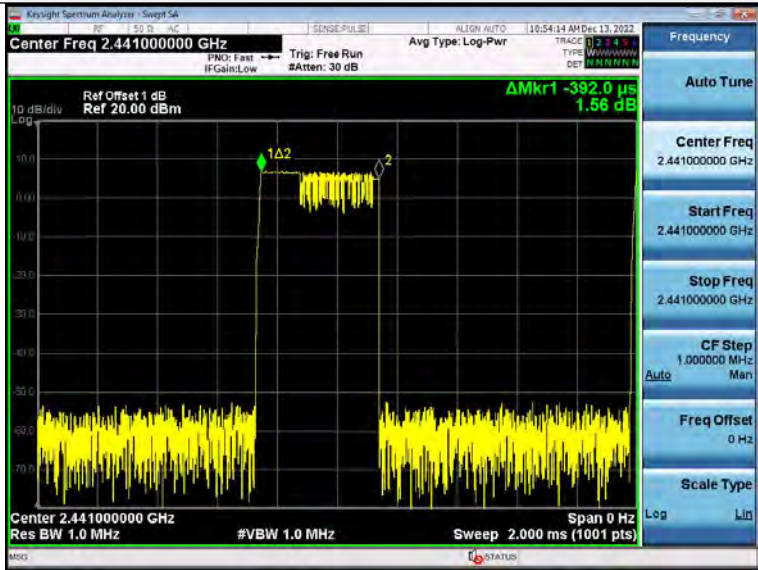 Keysight Spectrum Analyzer - Swept SA
RF 50 Ω AC SENSE:PULSE ALIGN AUTO 10:54:14 AM Dec 13, 2022
Center Freq 2.441000000 GHz
PNO: Fast
IFGain:Low
Trig: Free Run
#Atten: 30 dB
Avg Type: Log-Pwr
TRACE 1 2 3 4 5 6
TYPE WWWWWW
DET N N N N N N
ΔMkr1 -392.0 µs
1.56 dB
Ref Offset 1 dB
Ref 20.00 dBm
10 dB/div
Log
10.0
0.00
-10.0
-20.0
-30.0
-40.0
-50.0
-60.0
-70.0
1Δ2
2
Center 2.441000000 GHz
Span 0 Hz
Res BW 1.0 MHz
#VBW 1.0 MHz
Sweep 2.000 ms (1001 pts)
MSG
STATUS
Frequency
Auto Tune
Center Freq
2.441000000 GHz
Start Freq
2.441000000 GHz
Stop Freq
2.441000000 GHz
CF Step
1.000000 MHz
Auto Man
Freq Offset
0 Hz
Scale Type
Log Lin